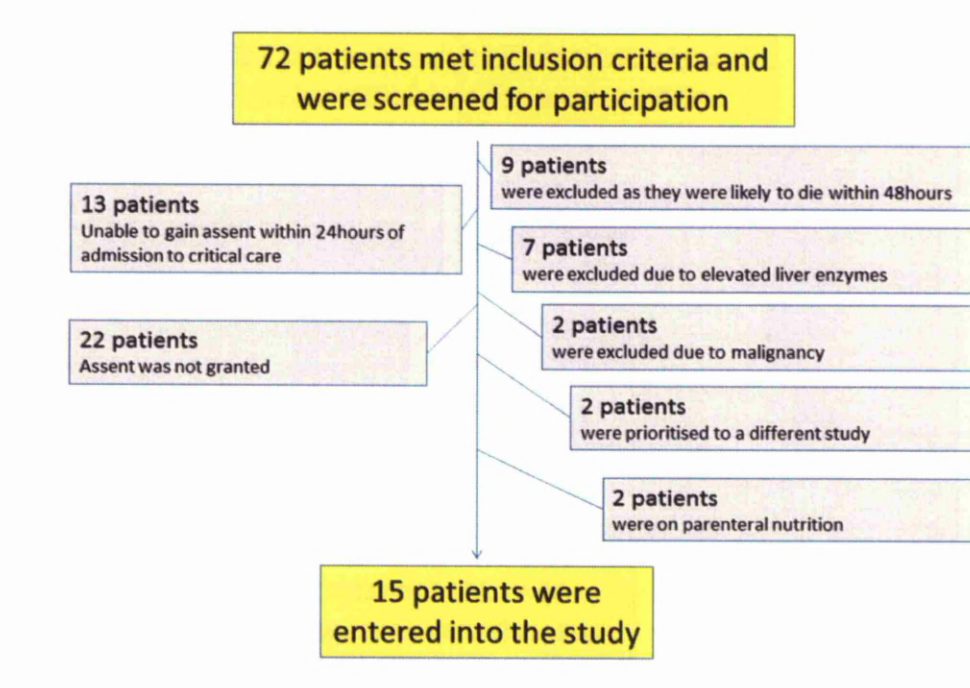 72 patients met inclusion criteria and
were screened for participation
9 patients
were excluded as they were likely to die within 48hours
13 patients
Unable to gain assent within 24hours of
admission to critical care
7 patients
were excluded due to elevated liver enzymes
2 patients
were excluded due to malignancy
22 patients
Assent was not granted
2 patients
were prioritised to a different study
2 patients
were on parenteral nutrition
15 patients were
entered into the study